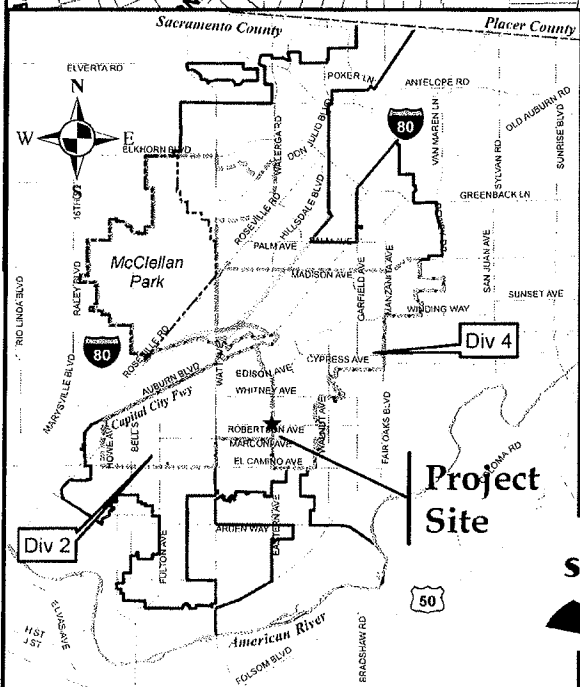 Sacramento County
Placer County
ELVERTA RD
POKER LN
ANTELOPE RD
OLD AUBURN RD
N
W
E
S
80
VAN MAREN LN
SYLVAN RD
SUNRISE BLVD
ELKHORN BLVD
WALERGA RD
DON JULIO BLVD
16TH
ROSEVILLE RD
HILLSDALE BLVD
GREENBACK LN
RIO LINDA BLVD
RALEY BLVD
McClellan
Park
PALM AVE
MADISON AVE
GARFIELD AVE
MANZANITA AVE
SAN JUAN AVE
SUNSET AVE
WINDING WAY
80
ROSEVILLE RD
MARYSVILLE BLVD
AUBURN BLVD
Capital City Fwy
EDISON AVE
WHITNEY AVE
CYPRESS AVE
Div 4
HOWE AVE
BELL S
ROBERTSON AVE
MARCONI AVE
EL CAMINO AVE
WALNUT AVE
FAIR OAKS BLVD
Project
Site
Div 2
FULTON AVE
ARDEN WAY
EASTERN AVE
50
ELVAS AVE
H ST
J ST
American River
FOLSOM BLVD
BRADSHAW RD
S